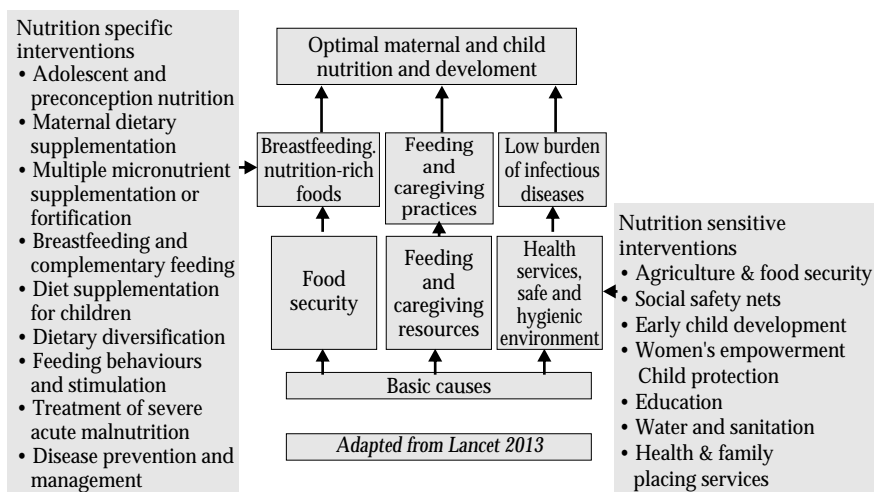 Nutrition specific
interventions
• Adolescent and
preconception nutrition
• Maternal dietary
supplementation
• Multiple micronutrient
supplementation or
fortification
• Breastfeeding and
complementary feeding
• Diet supplementation
for children
• Dietary diversification
• Feeding behaviours
and stimulation
• Treatment of severe
acute malnutrition
• Disease prevention and
management
Optimal maternal and child
nutrition and develoment
Breastfeeding.
nutrition-rich
foods
Feeding
and
caregiving
practices
Low burden
of infectious
diseases
Food
security
Feeding
and
caregiving
resources
Health
services,
safe and
hygienic
environment
Basic causes
Adapted from Lancet 2013
Nutrition sensitive
interventions
• Agriculture & food security
• Social safety nets
• Early child development
• Women's empowerment
Child protection
• Education
• Water and sanitation
• Health & family
placing services